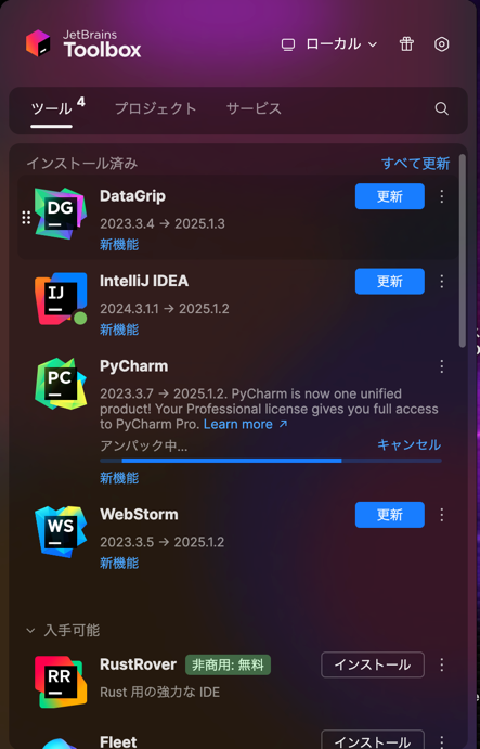 JetBrains
Toolbox
ローカル
ツール 4
プロジェクト
サービス
インストール済み
すべて更新
DG
DataGrip
更新
2023.3.4 → 2025.1.3
新機能
IJ
IntelliJ IDEA
更新
2024.3.1.1 → 2025.1.2
新機能
PC
PyCharm
2023.3.7 → 2025.1.2. PyCharm is now one unified
product! Your Professional license gives you full access
to PyCharm Pro. Learn more ↗
アンパック中...
キャンセル
新機能
WS
WebStorm
更新
2023.3.5 → 2025.1.2
新機能
入手可能
RR
RustRover
非商用: 無料
インストール
Rust 用の強力な IDE
Fleet
インストール